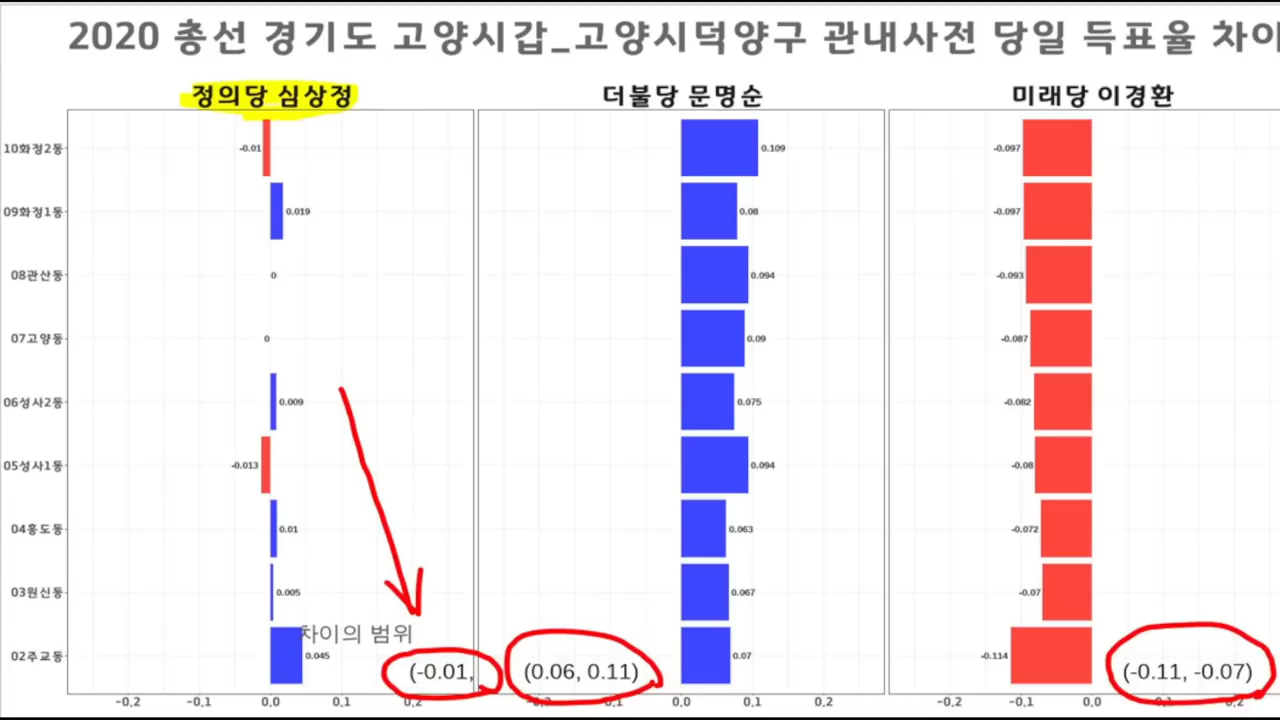 2020 총선 경기도 고양시갑_고양시덕양구 관내사전 당일 득표율 차이
정의당 심상정
더불당 문명순
미래당 이경환
10화정2동
-0.01
0.109
-0.097
09화정1동
0.019
0.08
-0.097
08관산동
0
0.094
-0.093
07고양동
0
0.09
-0.087
06성사2동
0.009
0.075
-0.082
05성사1동
-0.013
0.094
-0.08
04흥도동
0.01
0.063
-0.072
03원신동
0.005
0.067
-0.07
차이의 범위
02주교동
0.045
0.07
-0.114
(-0.01,
(0.06, 0.11)
(-0.11, -0.07)
-0.2 -0.1 0.0 0.1 0.2
-0.2 -0.1 0.0 0.1 0.2
-0.2 -0.1 0.0 0.1 0.2